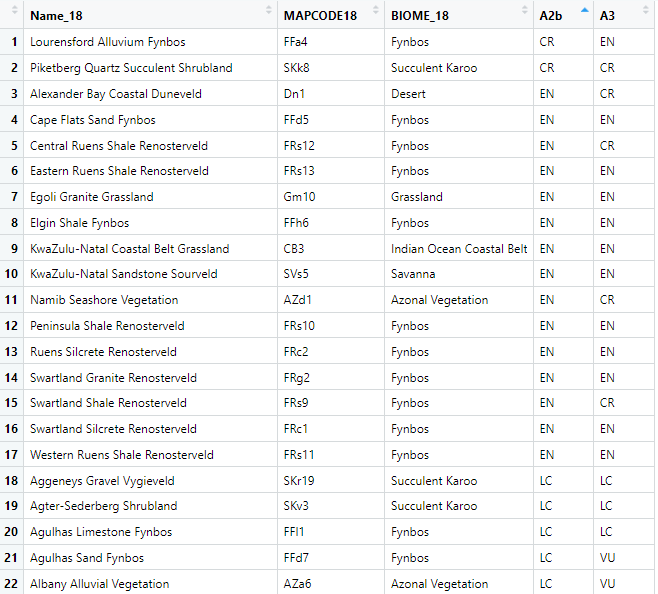 Name_18 MAPCODE18 BIOME_18 A2b A3
1 Lourensford Alluvium Fynbos FFa4 Fynbos CR EN
2 Piketberg Quartz Succulent Shrubland SKk8 Succulent Karoo CR CR
3 Alexander Bay Coastal Duneveld Dn1 Desert EN CR
4 Cape Flats Sand Fynbos FFd5 Fynbos EN EN
5 Central Ruens Shale Renosterveld FRs12 Fynbos EN CR
6 Eastern Ruens Shale Renosterveld FRs13 Fynbos EN EN
7 Egoli Granite Grassland Gm10 Grassland EN EN
8 Elgin Shale Fynbos FFh6 Fynbos EN EN
9 KwaZulu-Natal Coastal Belt Grassland CB3 Indian Ocean Coastal Belt EN EN
10 KwaZulu-Natal Sandstone Sourveld SVs5 Savanna EN EN
11 Namib Seashore Vegetation AZd1 Azonal Vegetation EN CR
12 Peninsula Shale Renosterveld FRs10 Fynbos EN EN
13 Ruens Silcrete Renosterveld FRc2 Fynbos EN EN
14 Swartland Granite Renosterveld FRg2 Fynbos EN EN
15 Swartland Shale Renosterveld FRs9 Fynbos EN CR
16 Swartland Silcrete Renosterveld FRc1 Fynbos EN EN
17 Western Ruens Shale Renosterveld FRs11 Fynbos EN EN
18 Aggeneys Gravel Vygieveld SKr19 Succulent Karoo LC LC
19 Agter-Sederberg Shrubland SKv3 Succulent Karoo LC LC
20 Agulhas Limestone Fynbos FFl1 Fynbos LC LC
21 Agulhas Sand Fynbos FFd7 Fynbos LC VU
22 Albany Alluvial Vegetation AZa6 Azonal Vegetation LC VU